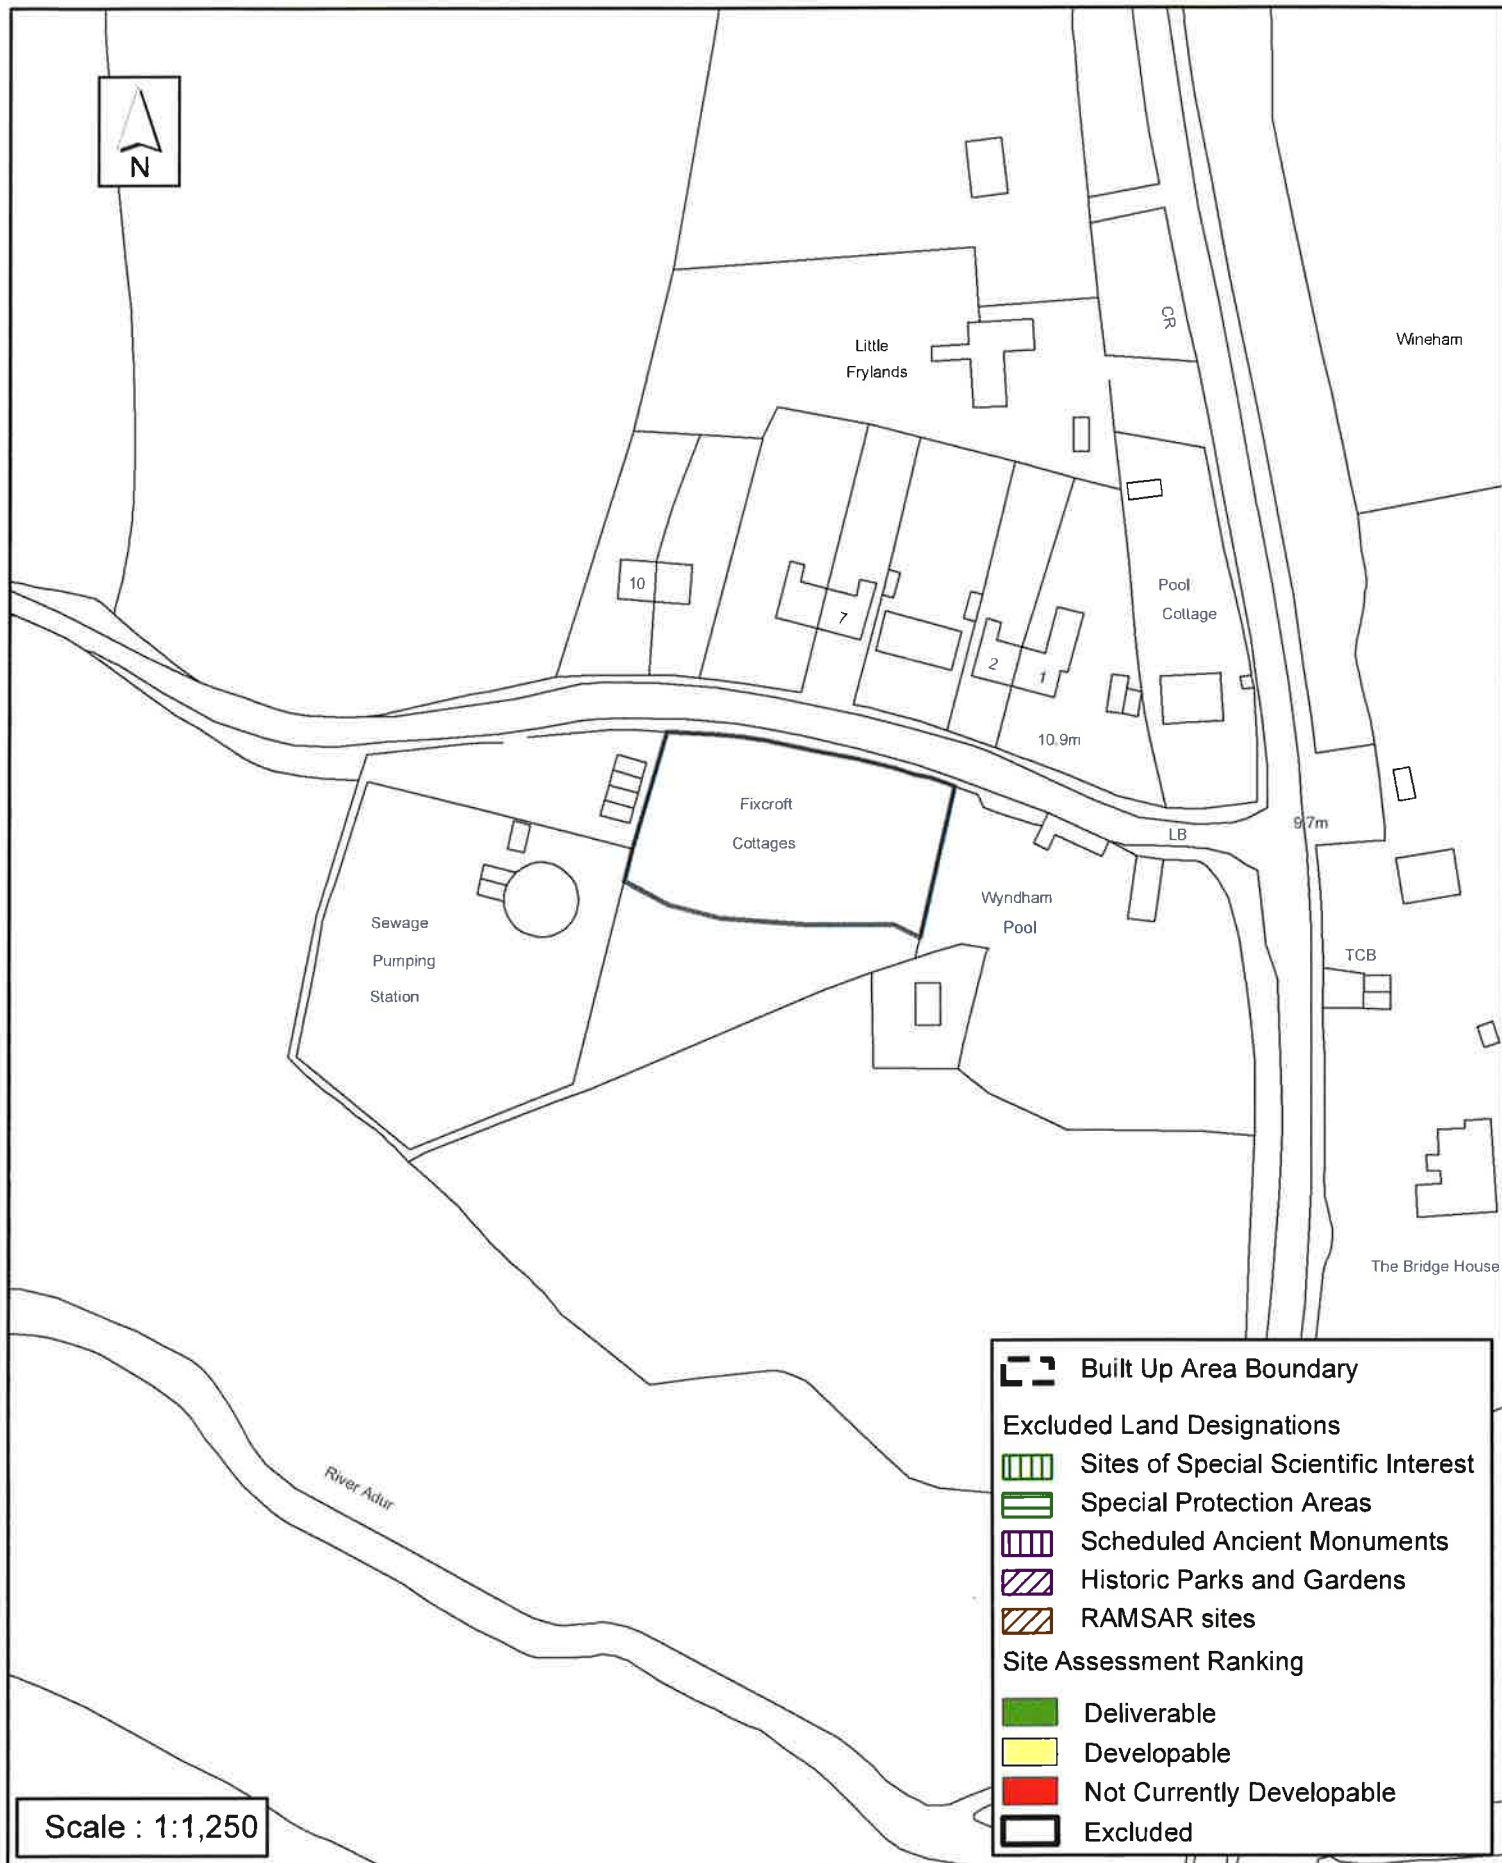 N
CR
Wineham
Little
Frylands
10
7
2
1
Pool
Cottage
10.9m
Fixcroft
Cottages
9.7m
LB
Wyndham
Pool
Sewage
Pumping
Station
TCB
The Bridge House
River Adur
Built Up Area Boundary
Excluded Land Designations
Sites of Special Scientific Interest
Special Protection Areas
Scheduled Ancient Monuments
Historic Parks and Gardens
RAMSAR sites
Site Assessment Ranking
Deliverable
Developable
Not Currently Developable
Excluded
Scale : 1:1,250